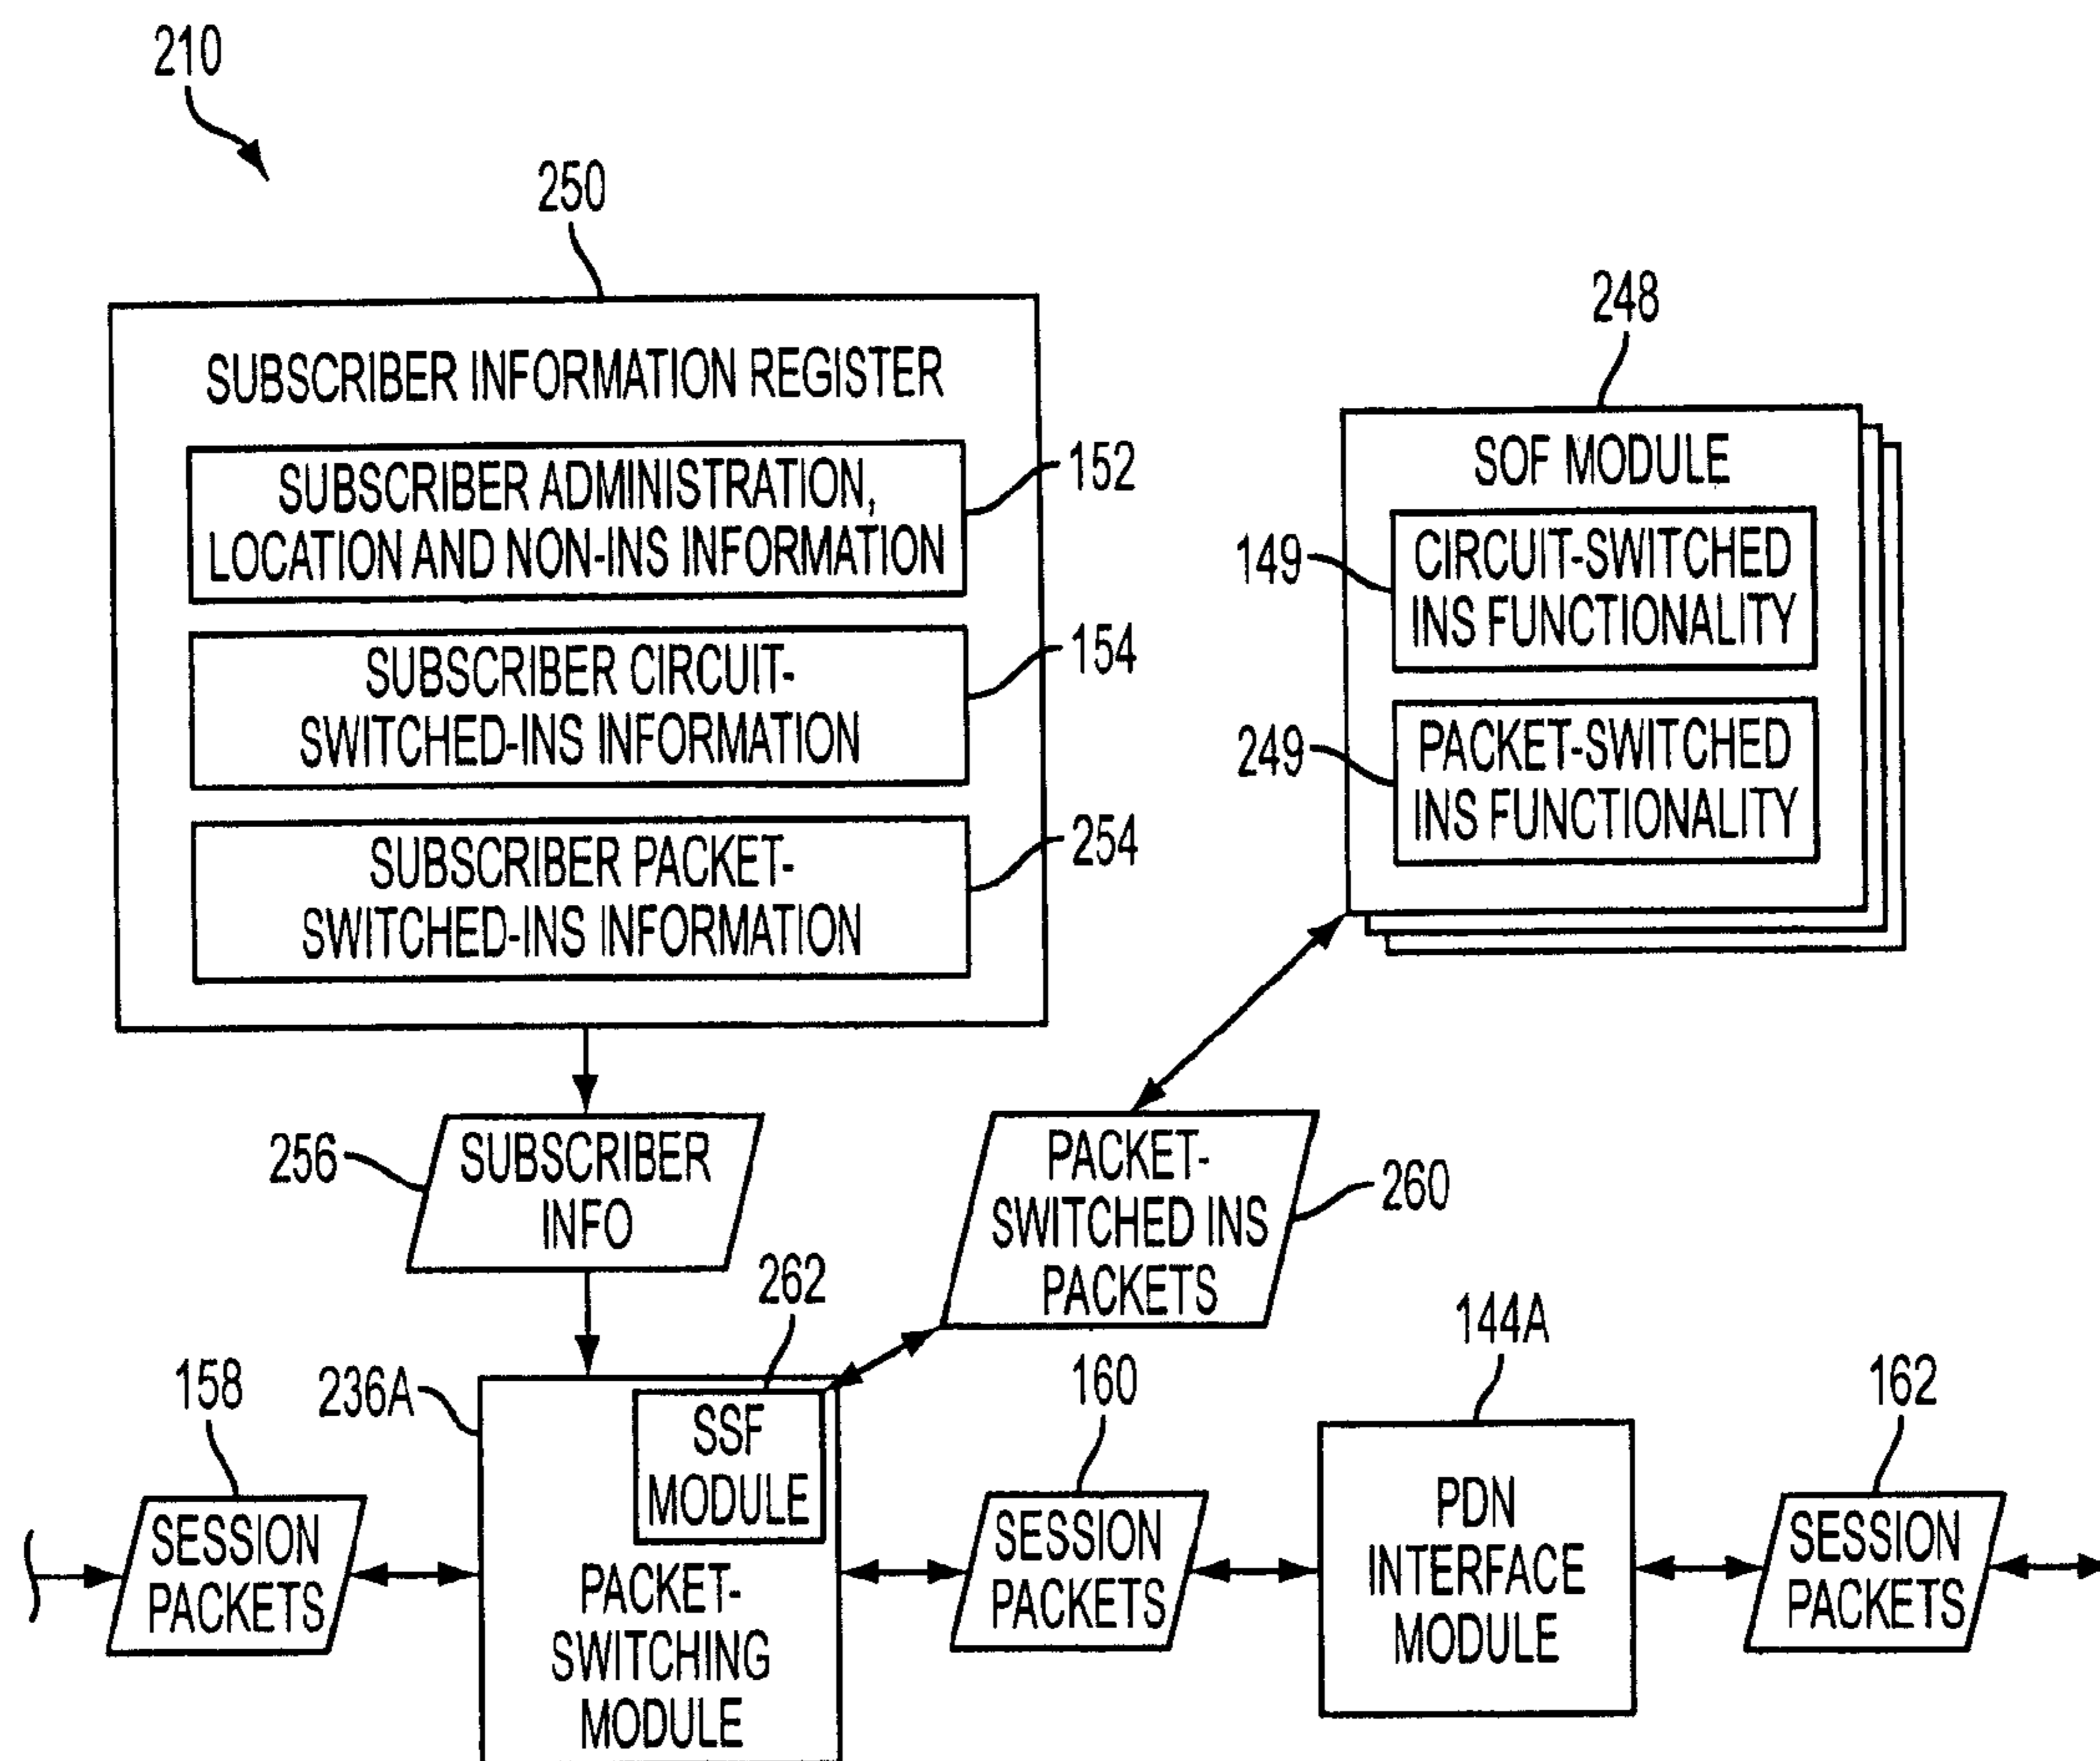 210
250
SUBSCRIBER INFORMATION REGISTER
SUBSCRIBER ADMINISTRATION,
LOCATION AND NON-INS INFORMATION
152
SUBSCRIBER CIRCUIT-
SWITCHED-INS INFORMATION
154
SUBSCRIBER PACKET-
SWITCHED-INS INFORMATION
254
248
SOF MODULE
149
CIRCUIT-SWITCHED
INS FUNCTIONALITY
249
PACKET-SWITCHED
INS FUNCTIONALITY
256
SUBSCRIBER
INFO
PACKET-
SWITCHED INS
PACKETS
260
262
236A
SSF
MODULE
PACKET-
SWITCHING
MODULE
158
SESSION
PACKETS
160
SESSION
PACKETS
144A
PDN
INTERFACE
MODULE
162
SESSION
PACKETS